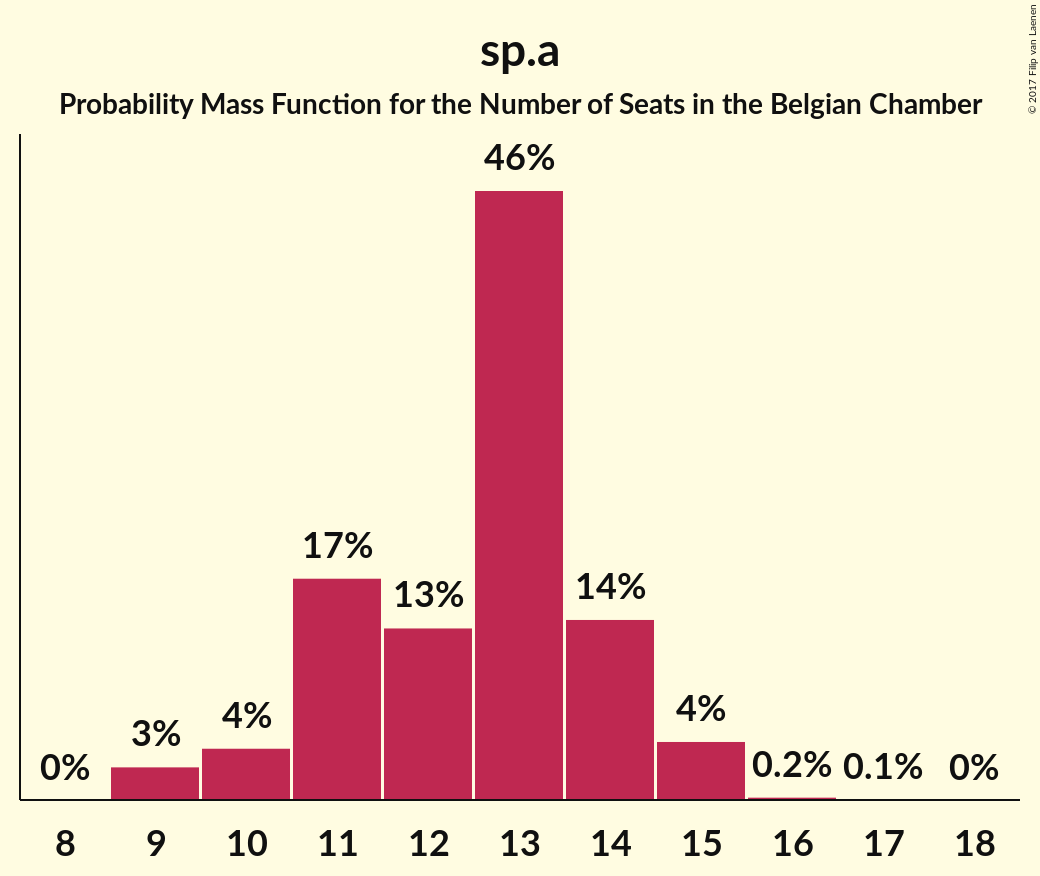 sp.a
Probability Mass Function for the Number of Seats in the Belgian Chamber
© 2017 Filip van Laenen
46%
17%
14%
13%
4%
4%
3%
0%
0.2%
0.1%
0%
8 9 10 11 12 13 14 15 16 17 18